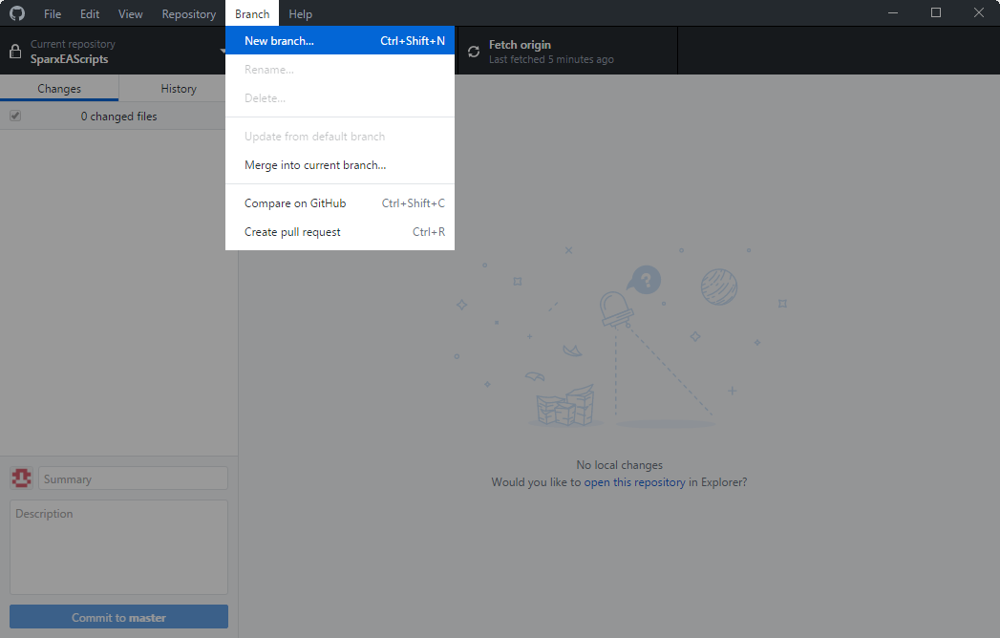 File Edit View Repository Branch Help
Current repository
SparxEAScripts
Fetch origin
Last fetched 5 minutes ago
New branch... Ctrl+Shift+N
Rename...
Delete...
Update from default branch
Merge into current branch...
Compare on GitHub Ctrl+Shift+C
Create pull request Ctrl+R
Changes History
0 changed files
?
No local changes
Would you like to open this repository in Explorer?
Summary
Description
Commit to master